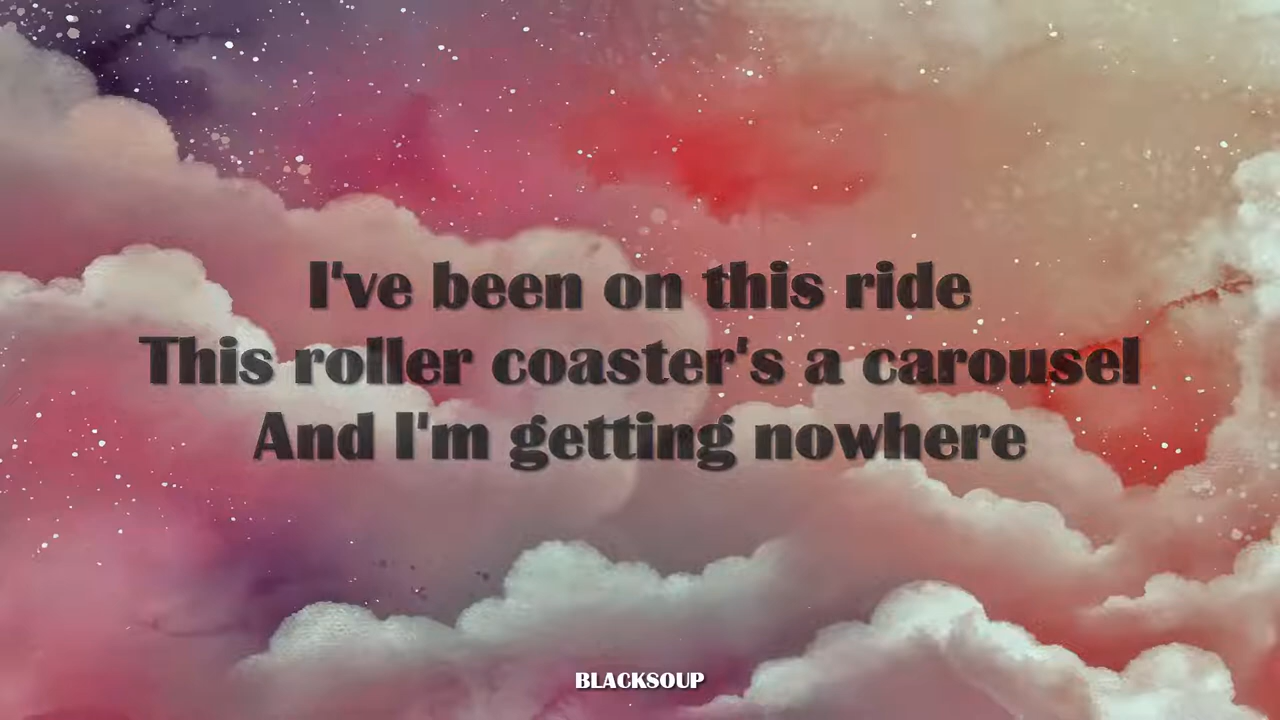 I've been on this ride
This roller coaster's a carousel
And I'm getting nowhere
BLACKSOUP